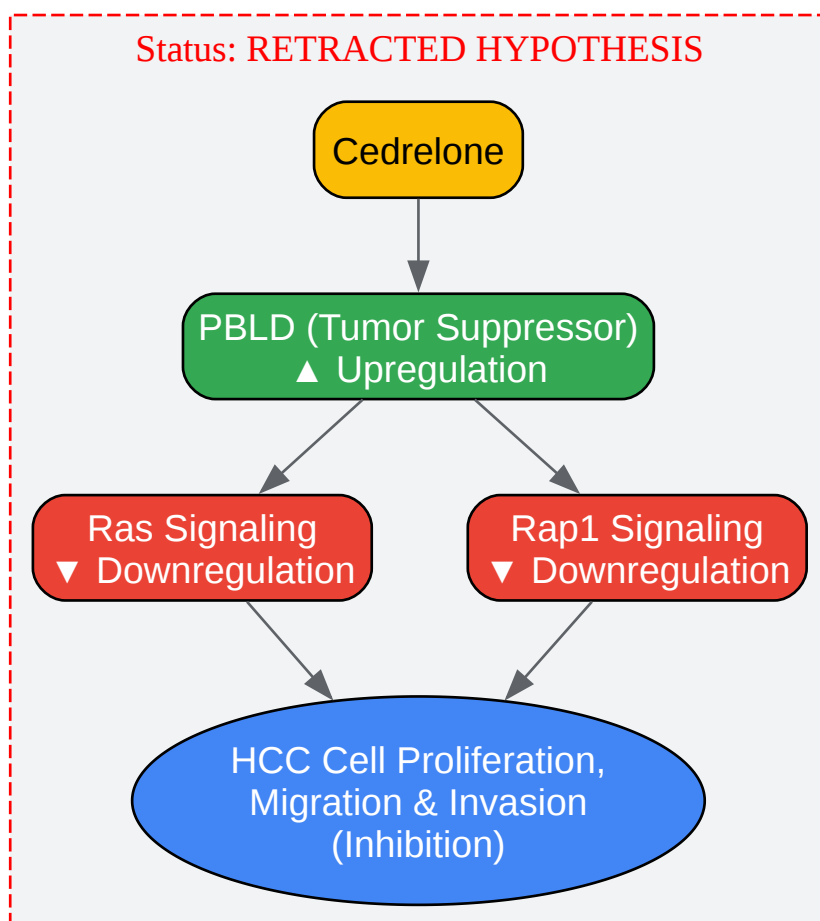 Status: RETRACTED HYPOTHESIS
Cedrelone
PBLD (Tumor Suppressor)
▲ Upregulation
Ras Signaling
▼ Downregulation
Rap1 Signaling
▼ Downregulation
HCC Cell Proliferation,
Migration & Invasion
(Inhibition)